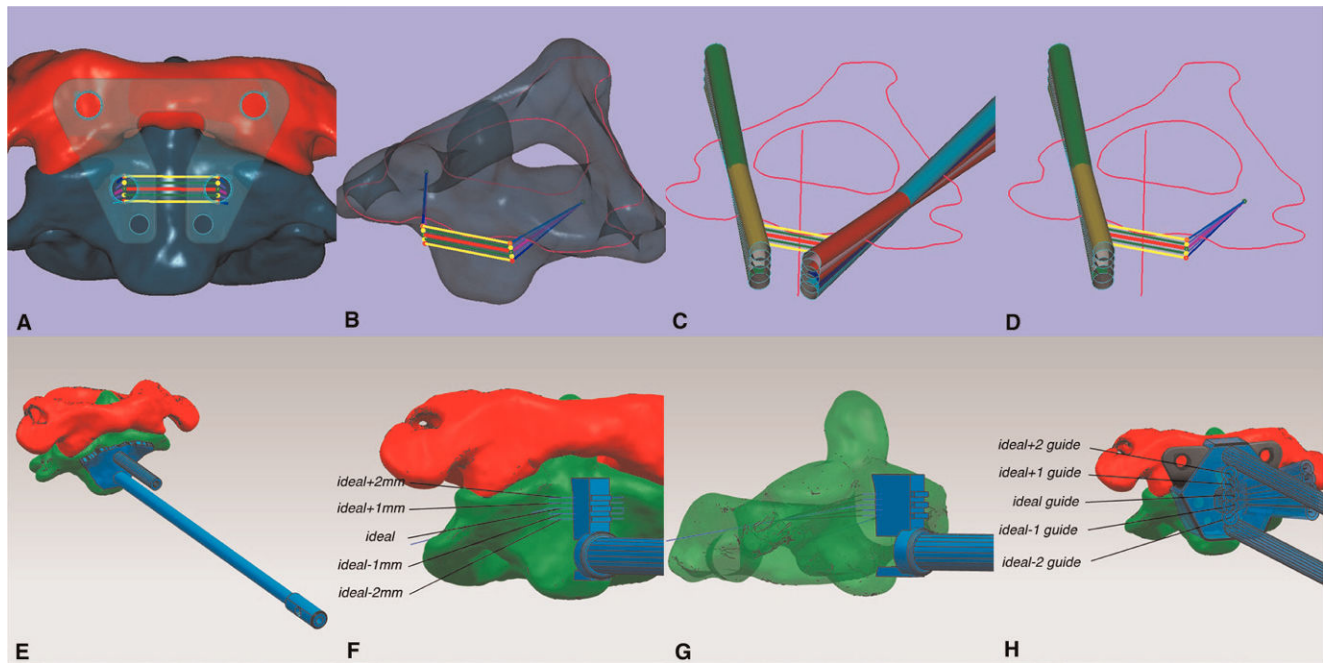 A
B
C
D
ideal+2mm
ideal+1mm
ideal
ideal-1mm
ideal-2mm
ideal+2 guide
ideal+1 guide
ideal guide
ideal-1 guide
ideal-2 guide
E
F
G
H